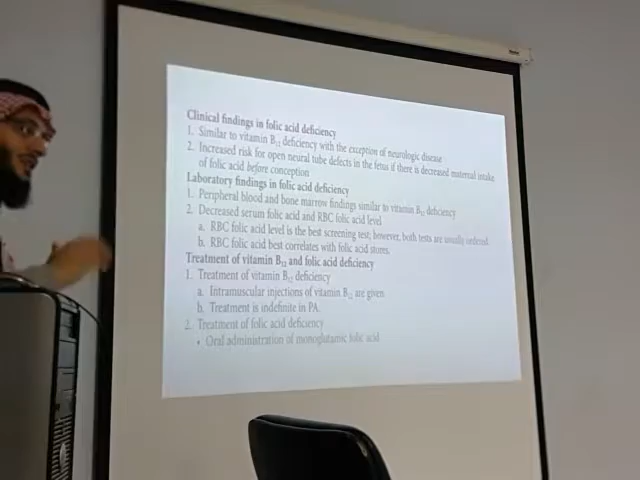 Clinical findings in folic acid deficiency
1. Similar to vitamin B12 deficiency with the exception of neurologic disease
2. Increased risk for open neural tube defects in the fetus if there is decreased maternal intake
of folic acid before conception
Laboratory findings in folic acid deficiency
1. Peripheral blood and bone marrow findings similar to vitamin B12 deficiency
2. Decreased serum folic acid and RBC folic acid level
a. RBC folic acid level is the best screening test; however, both tests are usually ordered.
b. RBC folic acid best correlates with folic acid stores.
Treatment of vitamin B12 and folic acid deficiency
1. Treatment of vitamin B12 deficiency
a. Intramuscular injections of vitamin B12 are given
b. Treatment is indefinite in PA.
2. Treatment of folic acid deficiency
• Oral administration of monoglutamic folic acid